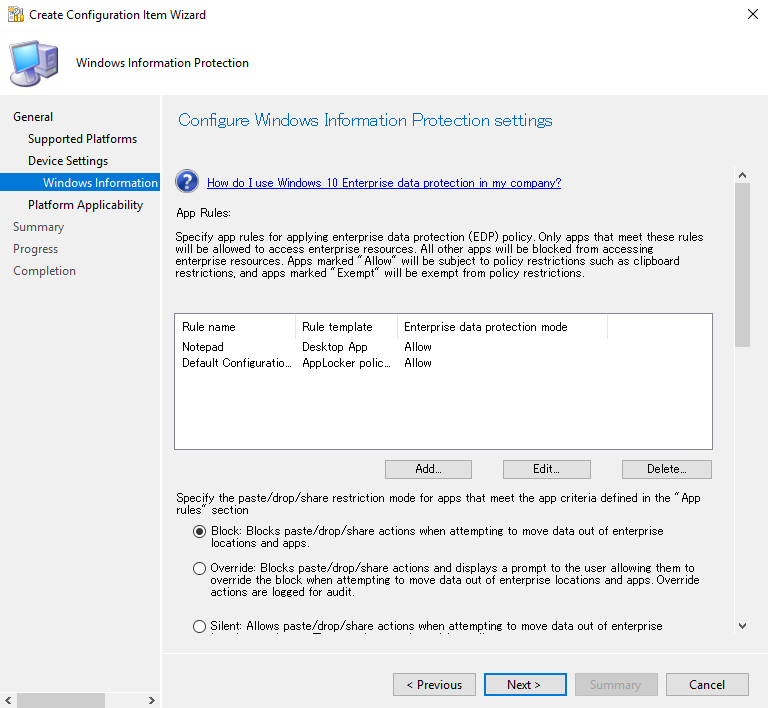 Create Configuration Item Wizard
Windows Information Protection
General
Supported Platforms
Device Settings
Windows Information
Platform Applicability
Summary
Progress
Completion
Configure Windows Information Protection settings
How do I use Windows 10 Enterprise data protection in my company?
App Rules:
Specify app rules for applying enterprise data protection (EDP) policy. Only apps that meet these rules
will be allowed to access enterprise resources. All other apps will be blocked from accessing
enterprise resources. Apps marked "Allow" will be subject to policy restrictions such as clipboard
restrictions, and apps marked "Exempt" will be exempt from policy restrictions.
Rule name Rule template Enterprise data protection mode
Notepad Desktop App Allow
Default Configuratio... AppLocker polic... Allow
Add... Edit... Delete...
Specify the paste/drop/share restriction mode for apps that meet the app criteria defined in the "App
rules" section
Block: Blocks paste/drop/share actions when attempting to move data out of enterprise
locations and apps.
Override: Blocks paste/drop/share actions and displays a prompt to the user allowing them to
override the block when attempting to move data out of enterprise locations and apps. Override
actions are logged for audit.
Silent: Allows paste/drop/share actions when attempting to move data out of enterprise
< Previous Next > Summary Cancel